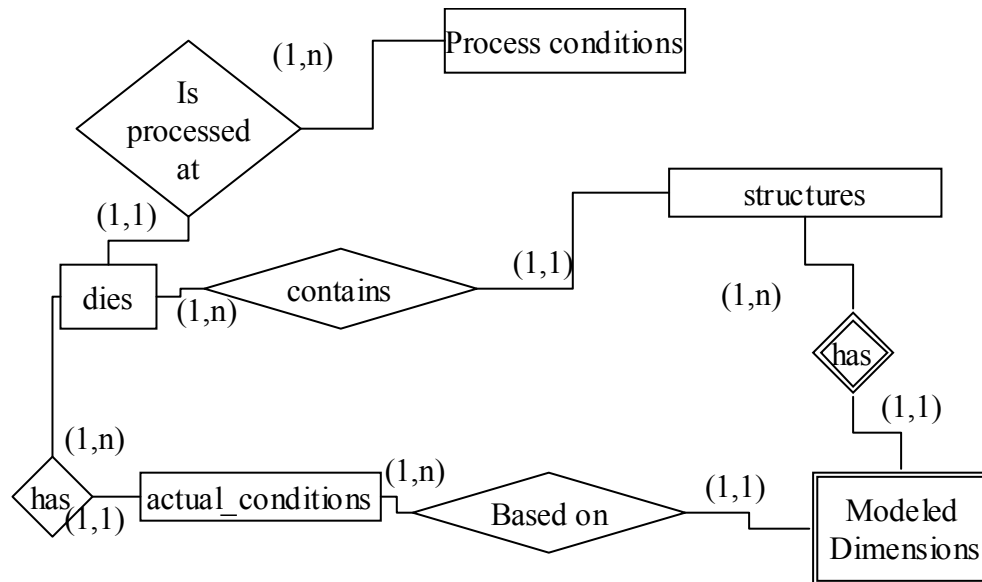 Process conditions
(1,n)
Is
processed
at
(1,1)
structures
dies
(1,n)
contains
(1,1)
(1,n)
has
(1,1)
(1,n)
has
(1,1)
actual_conditions
(1,n)
Based on
(1,1)
Modeled
Dimensions